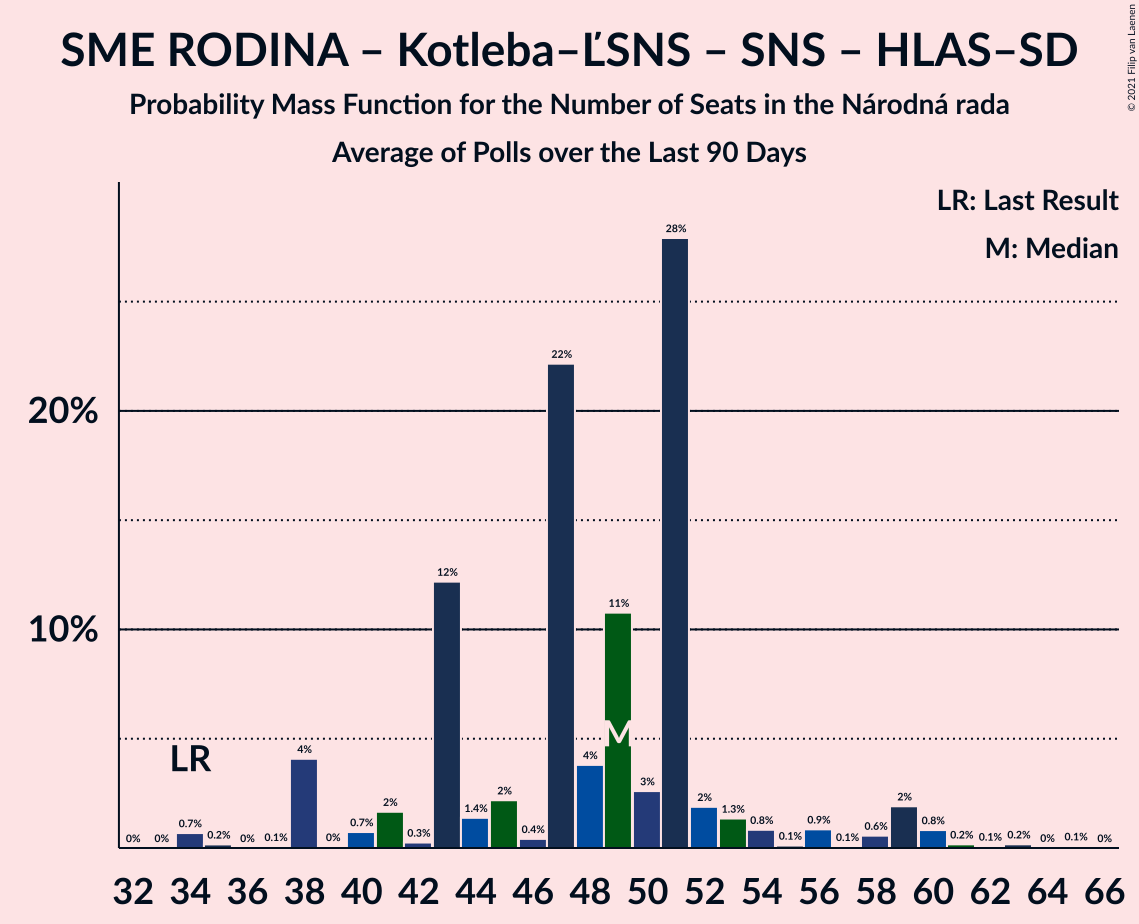 SME RODINA – Kotleba–ĽSNS – SNS – HLAS–SD
Probability Mass Function for the Number of Seats in the Národná rada
Average of Polls over the Last 90 Days
© 2021 Filip van Laenen
LR: Last Result
M: Median
20%
10%
LR
M
0% 0% 0.7% 0.2% 0% 0.1% 4% 0% 0.7% 2% 0.3% 12% 1.4% 2% 0.4% 22% 4% 11% 3% 28% 2% 1.3% 0.8% 0.1% 0.9% 0.1% 0.6% 2% 0.8% 0.2% 0.1% 0.2% 0% 0.1% 0%
32 34 36 38 40 42 44 46 48 50 52 54 56 58 60 62 64 66